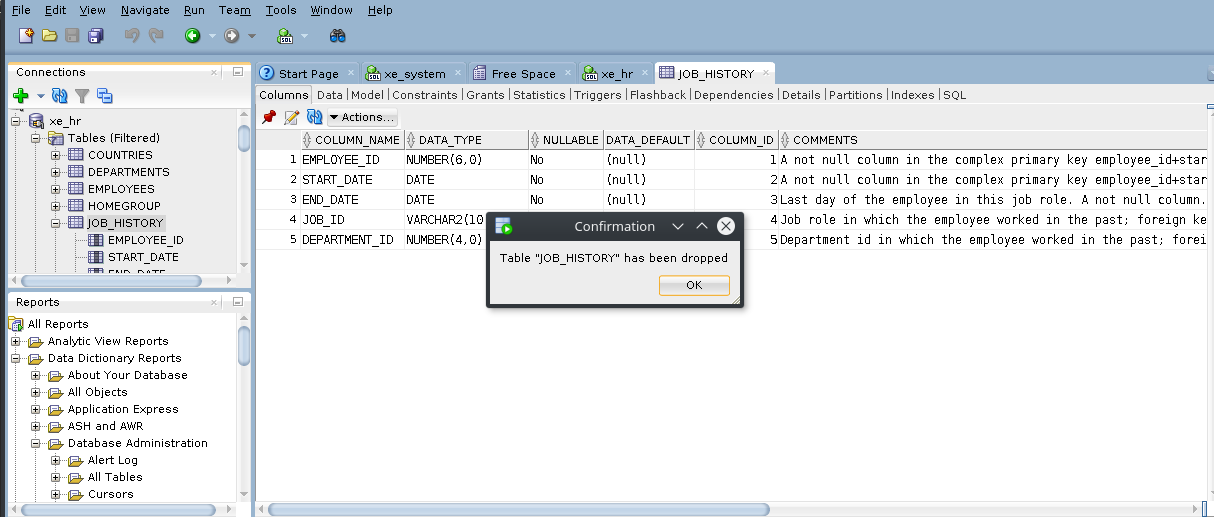 File Edit View Navigate Run Team Tools Window Help
Connections
xe_hr
Tables (Filtered)
COUNTRIES
DEPARTMENTS
EMPLOYEES
HOMEGROUP
JOB_HISTORY
EMPLOYEE_ID
START_DATE
END_DATE
Reports
All Reports
Analytic View Reports
Data Dictionary Reports
About Your Database
All Objects
Application Express
ASH and AWR
Database Administration
Alert Log
All Tables
Cursors
Start Page xe_system Free Space xe_hr JOB_HISTORY
Columns Data Model Constraints Grants Statistics Triggers Flashback Dependencies Details Partitions Indexes SQL
Actions...
COLUMN_NAME DATA_TYPE NULLABLE DATA_DEFAULT COLUMN_ID COMMENTS
1 EMPLOYEE_ID NUMBER(6,0) No (null) 1 A not null column in the complex primary key employee_id+star
2 START_DATE DATE No (null) 2 A not null column in the complex primary key employee_id+star
3 END_DATE DATE No (null) 3 Last day of the employee in this job role. A not null column.
4 JOB_ID VARCHAR2(10 4 Job role in which the employee worked in the past; foreign ke
5 DEPARTMENT_ID NUMBER(4,0) 5 Department id in which the employee worked in the past; forei
Confirmation
Table "JOB_HISTORY" has been dropped
OK